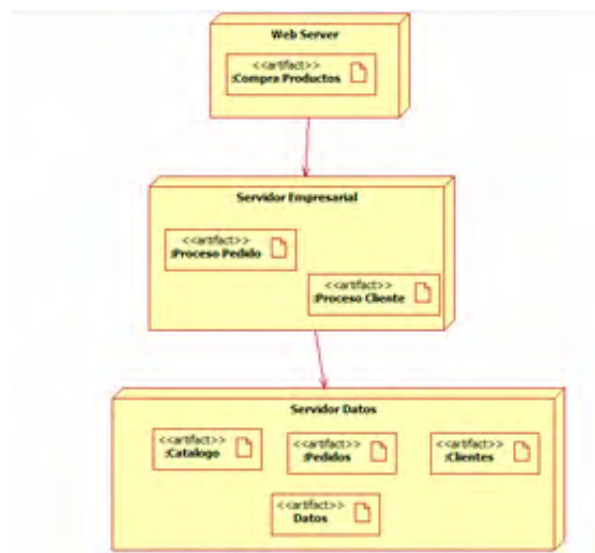 Web Server
<<artifact>>
:Compra Productos
Servidor Empresarial
<<artifact>>
:Proceso Pedido
<<artifact>>
:Proceso Cliente
Servidor Datos
<<artifact>>
:Catalogo
<<artifact>>
:Pedidos
<<artifact>>
:Clientes
<<artifact>>
Datos